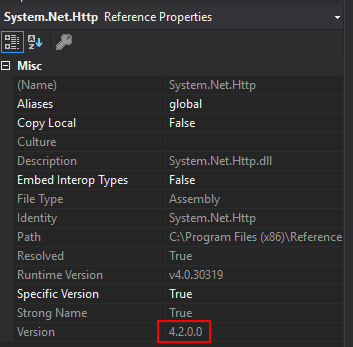 System.Net.Http Reference Properties
Misc
(Name) System.Net.Http
Aliases global
Copy Local False
Culture
Description System.Net.Http.dll
Embed Interop Types False
File Type Assembly
Identity System.Net.Http
Path C:\Program Files (x86)\Reference
Resolved True
Runtime Version v4.0.30319
Specific Version True
Strong Name True
Version 4.2.0.0